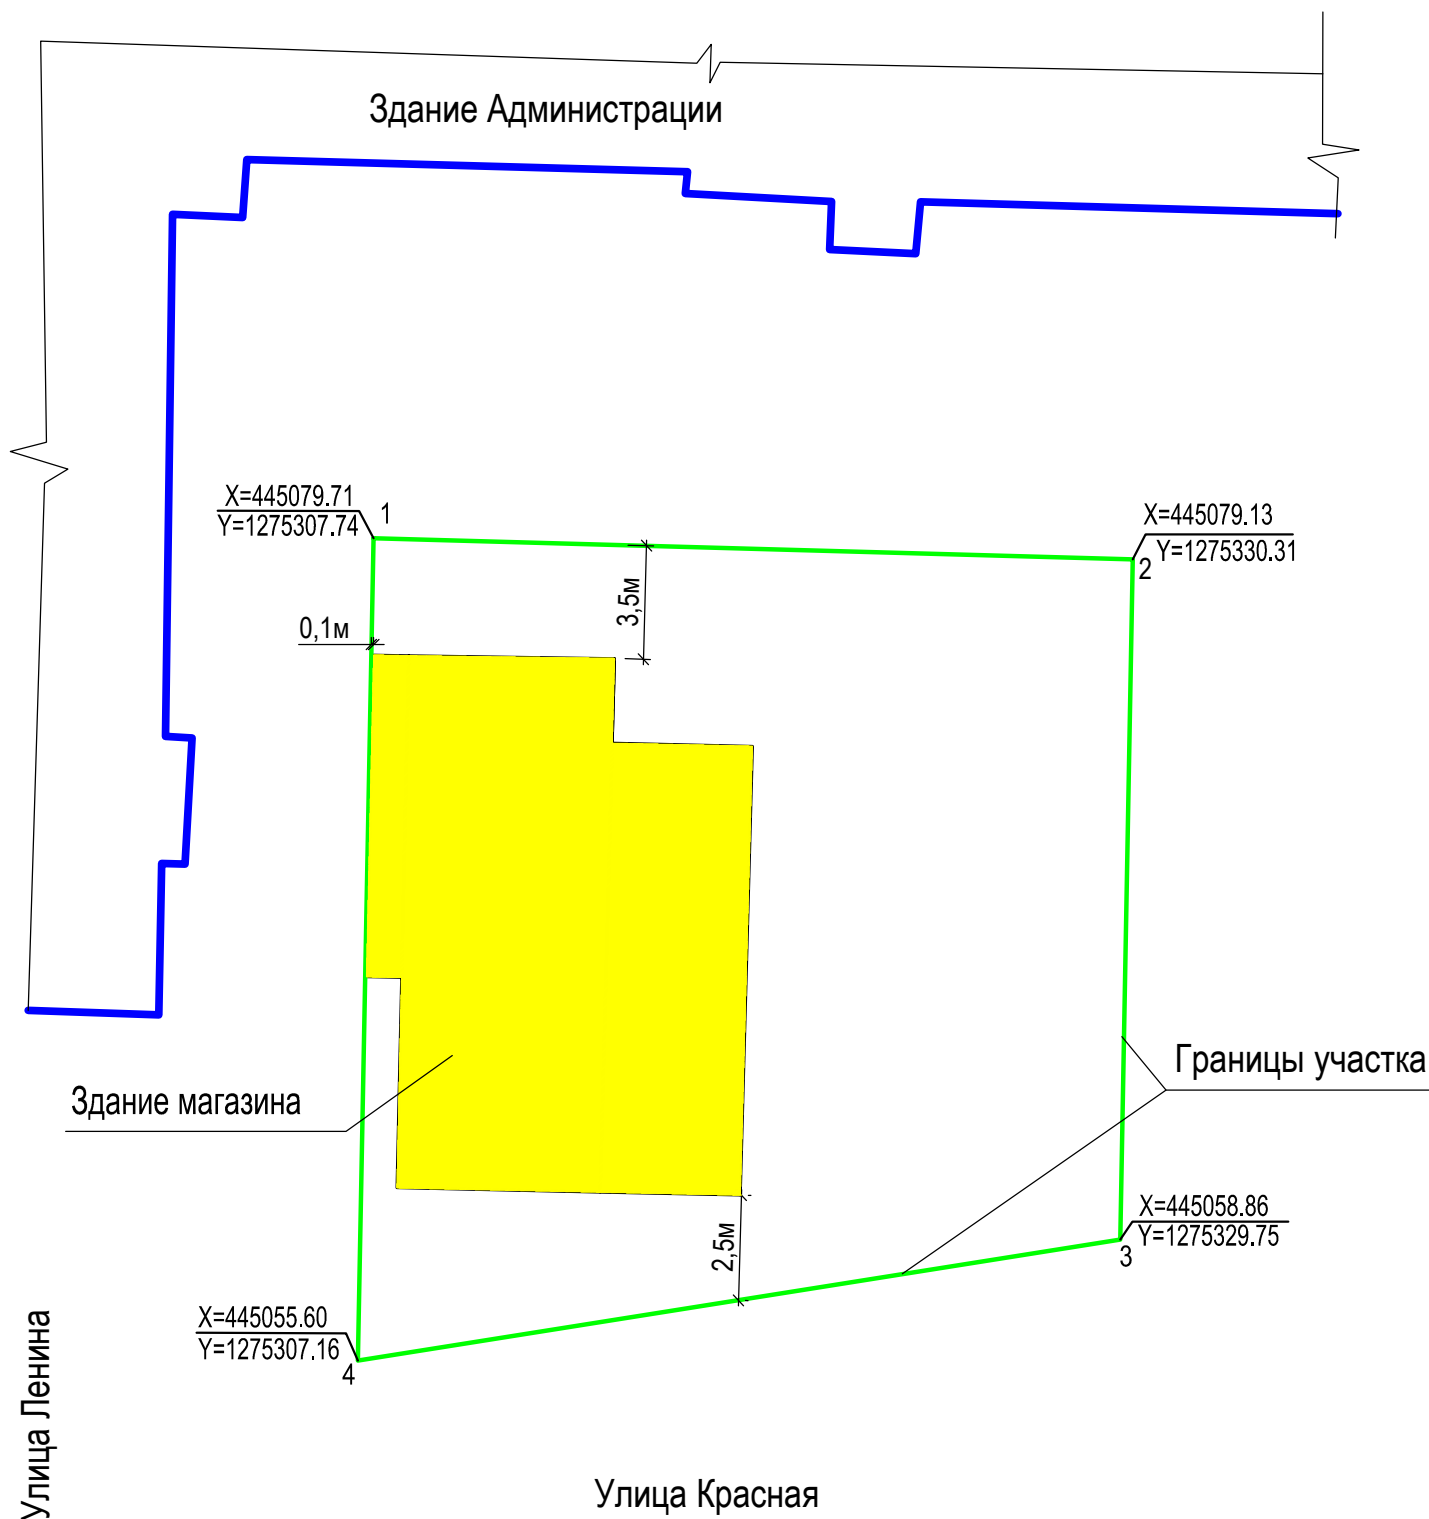 Здание Администрации
X=445079.71
Y=1275307.74
1
X=445079.13
Y=1275330.31
2
3,5м
0,1м
Границы участка
Здание магазина
X=445058.86
Y=1275329.75
3
2,5м
X=445055.60
Y=1275307.16
4
Улица Ленина
Улица Красная